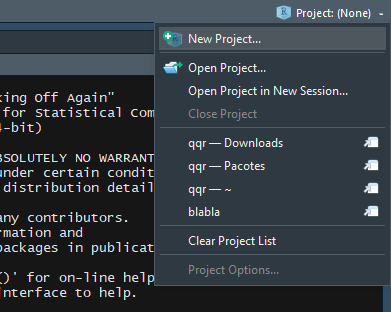 Project: (None)
New Project...
Open Project...
Open Project in New Session...
Close Project
qqr — Downloads
qqr — Pacotes
qqr — ~
blabla
Clear Project List
Project Options...
king Off Again"
for Statistical Com
-bit)
BSOLUTELY NO WARRANT
under certain condit
distribution detail
any contributors.
rmation and
packages in publicat
()' for on-line help
interface to help.